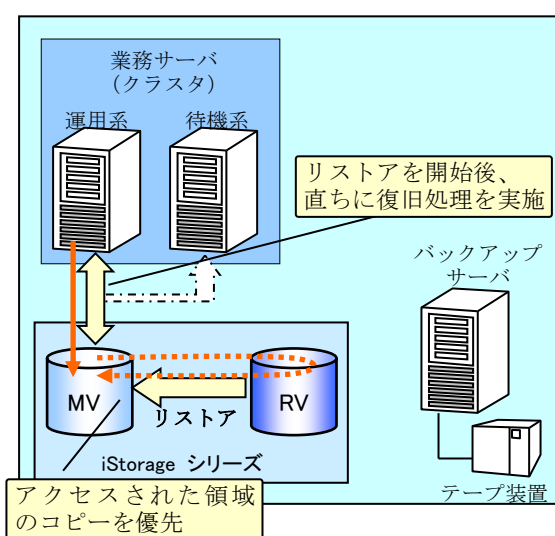 業務サーバ
(クラスタ)
運用系
待機系
リストアを開始後、
直ちに復旧処理を実施
バックアップ
サーバ
MV
リストア
RV
iStorage シリーズ
アクセスされた領域
のコピーを優先
テープ装置